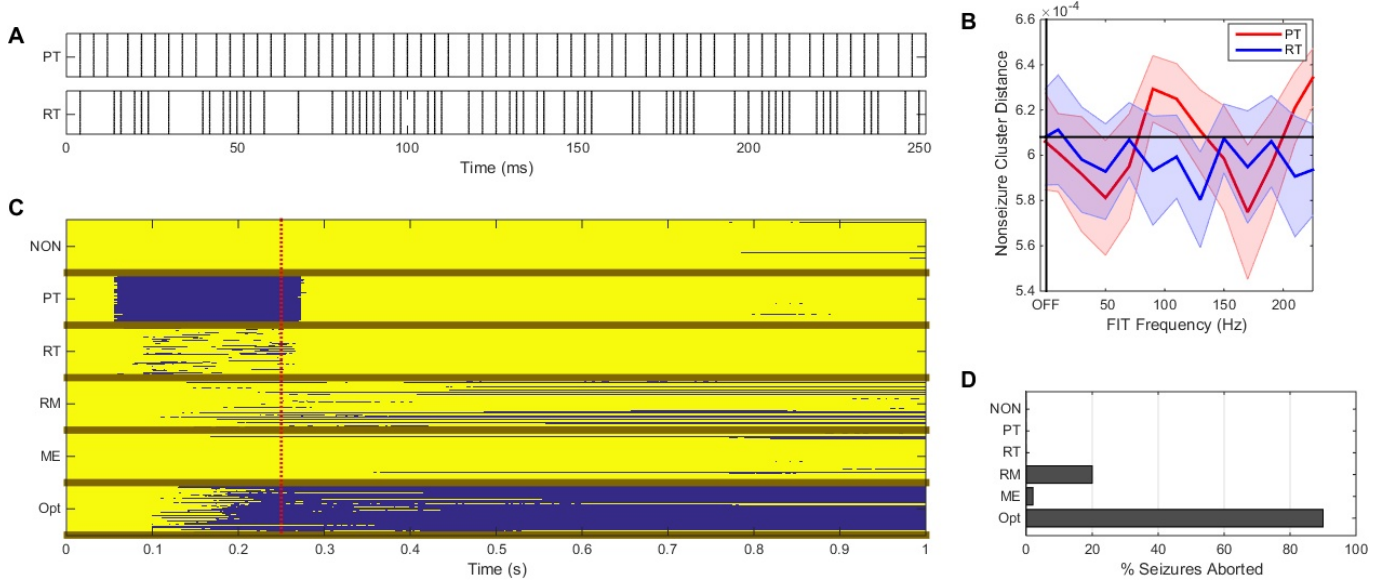 A
PT
RT
0 50 100 150 200 250
Time (ms)
B
×10⁻⁴
6.6
6.4
6.2
6
5.8
5.6
5.4
Nonseizure Cluster Distance
PT
RT
OFF 50 100 150 200
FIT Frequency (Hz)
C
NON
PT
RT
RM
ME
Opt
0 0.1 0.2 0.3 0.4 0.5 0.6 0.7 0.8 0.9 1
Time (s)
D
NON
PT
RT
RM
ME
Opt
0 20 40 60 80 100
% Seizures Aborted